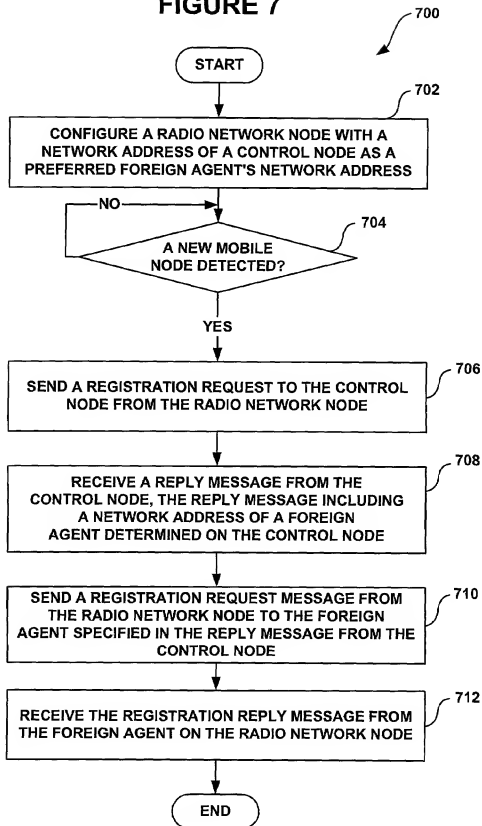 FIGURE 7
700
START
702
CONFIGURE A RADIO NETWORK NODE WITH A
NETWORK ADDRESS OF A CONTROL NODE AS A
PREFERRED FOREIGN AGENT'S NETWORK ADDRESS
NO
704
A NEW MOBILE
NODE DETECTED?
YES
706
SEND A REGISTRATION REQUEST TO THE CONTROL
NODE FROM THE RADIO NETWORK NODE
708
RECEIVE A REPLY MESSAGE FROM THE
CONTROL NODE, THE REPLY MESSAGE INCLUDING
A NETWORK ADDRESS OF A FOREIGN
AGENT DETERMINED ON THE CONTROL NODE
710
SEND A REGISTRATION REQUEST MESSAGE FROM
THE RADIO NETWORK NODE TO THE FOREIGN
AGENT SPECIFIED IN THE REPLY MESSAGE FROM THE
CONTROL NODE
712
RECEIVE THE REGISTRATION REPLY MESSAGE FROM
THE FOREIGN AGENT ON THE RADIO NETWORK NODE
END